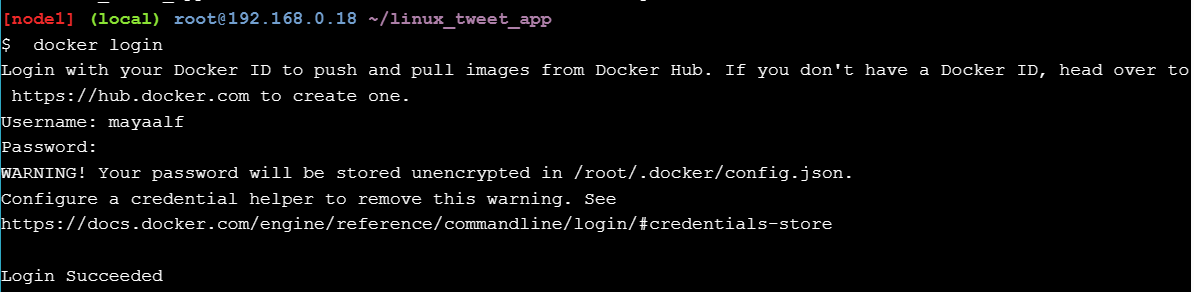 [node1] (local) root@192.168.0.18 ~/linux_tweet_app
$  docker login
Login with your Docker ID to push and pull images from Docker Hub. If you don't have a Docker ID, head over to
 https://hub.docker.com to create one.
Username: mayaalf
Password:
WARNING! Your password will be stored unencrypted in /root/.docker/config.json.
Configure a credential helper to remove this warning. See
https://docs.docker.com/engine/reference/commandline/login/#credentials-store

Login Succeeded